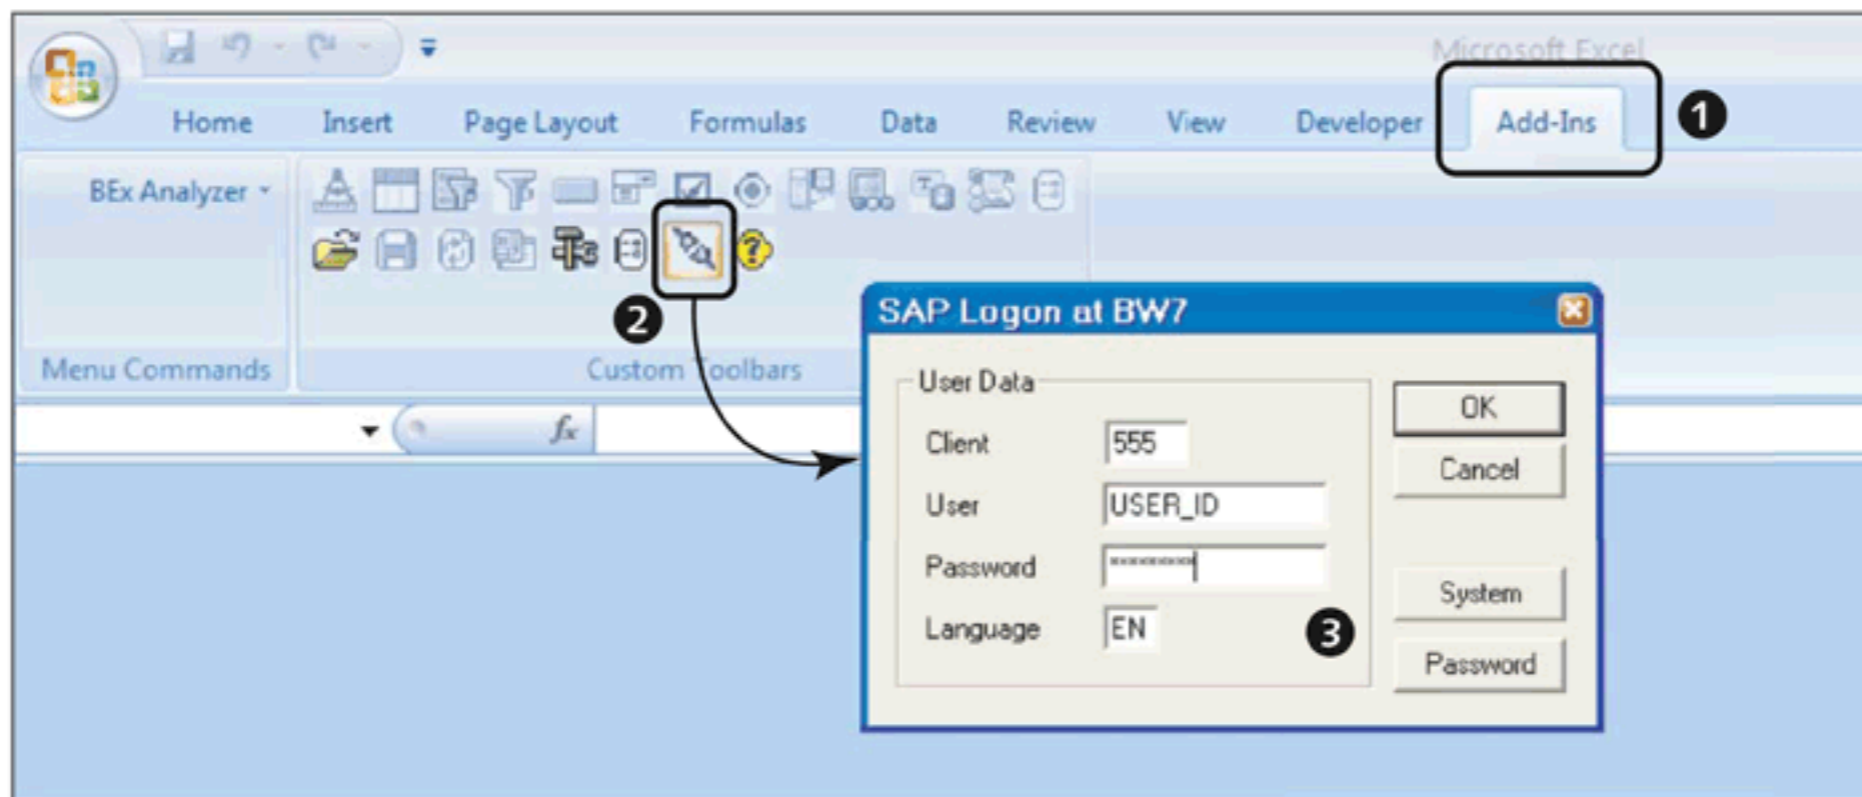 Microsoft Excel
Home Insert Page Layout Formulas Data Review View Developer Add-Ins 1
BEx Analyzer
2
Menu Commands Custom Toolbars
fx
SAP Logon at BW7
User Data
Client 555
User USER_ID
Password ********
Language EN
3
OK
Cancel
System
Password